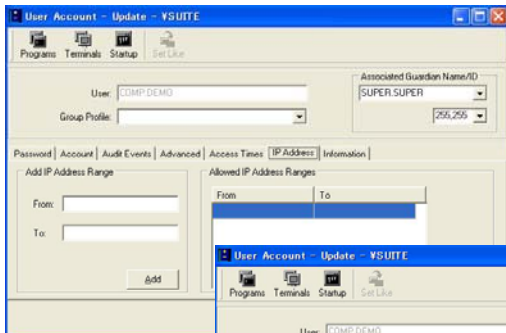 User Account - Update - ¥SUITE
Programs Terminals Startup Set Like
Associated Guardian Name/ID
User: COMP.DEMO SUPER.SUPER
Group Profile: 255,255
Password Account Audit Events Advanced Access Times IP Address Information
Add IP Address Range Allowed IP Address Ranges
From: From To
To:
Add
User Account - Update - ¥SUITE
Programs Terminals Startup Set Like
User: COMP.DEMO